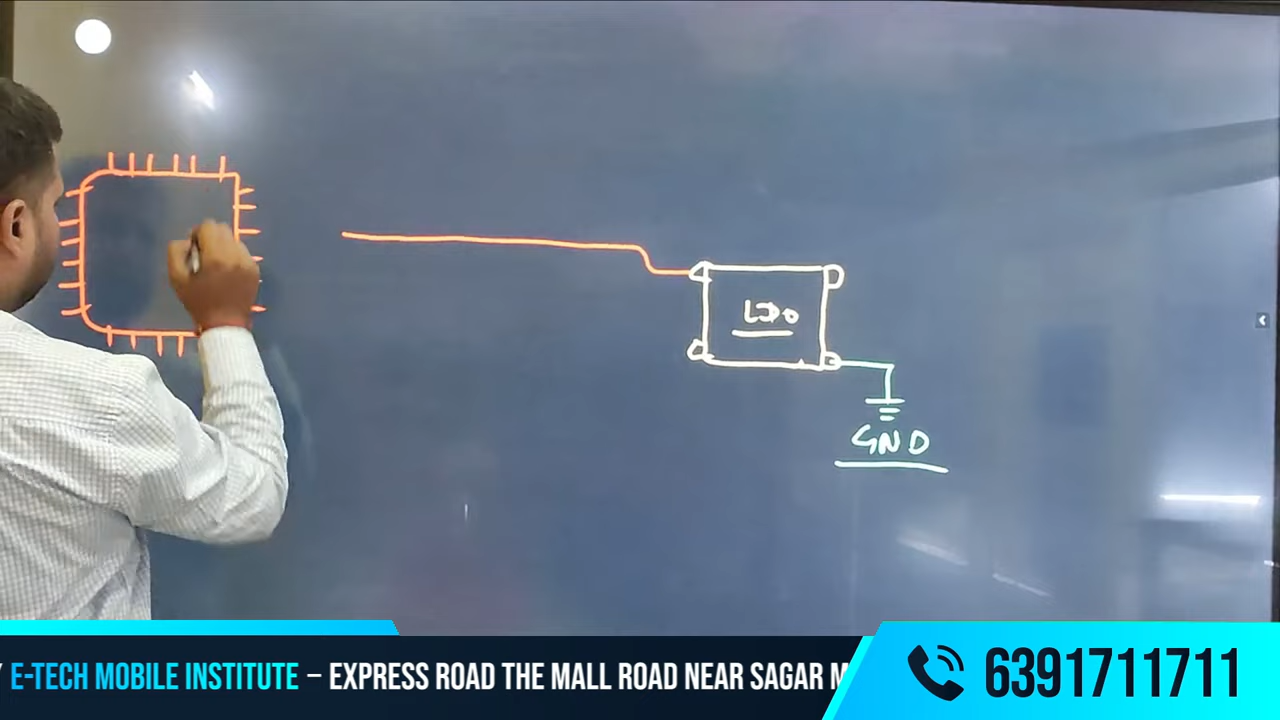 LDO
GND
Y E-TECH MOBILE INSTITUTE – EXPRESS ROAD THE MALL ROAD NEAR SAGAR M
6391711711